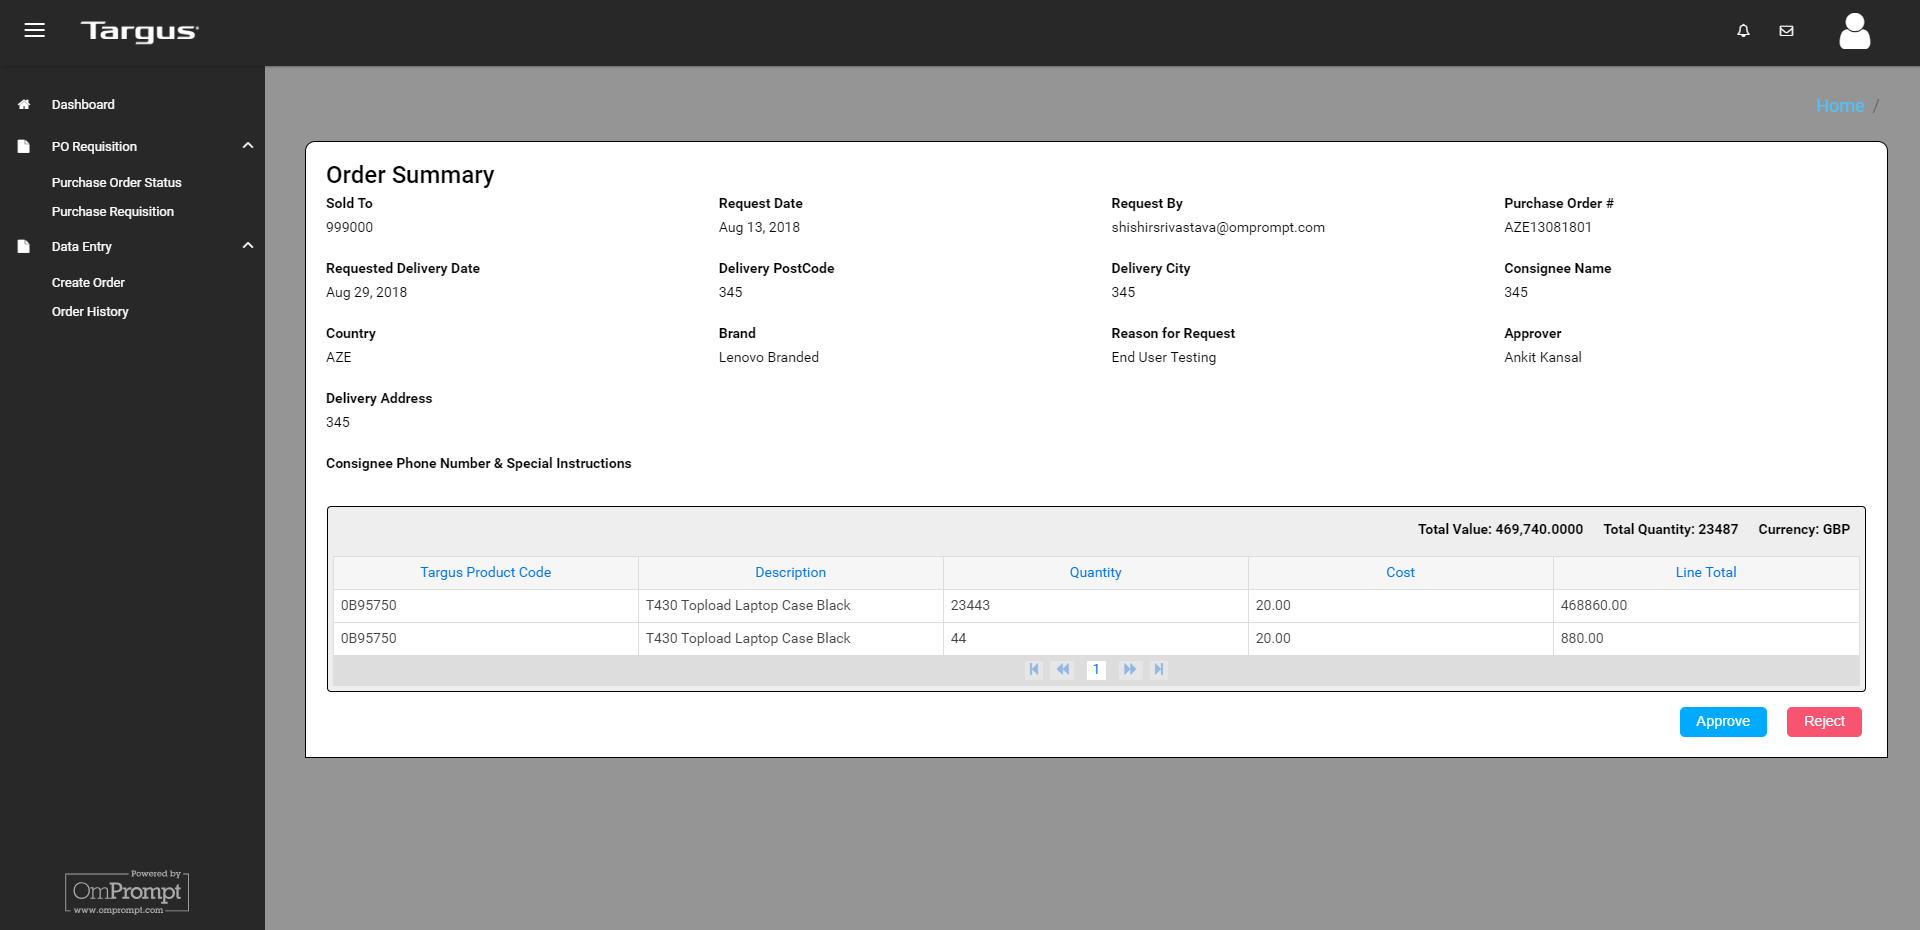 Targus
Dashboard
PO Requisition
Purchase Order Status
Purchase Requisition
Data Entry
Create Order
Order History
Powered by
OmPrompt
www.omprompt.com
Home /
Order Summary
Sold To Request Date Request By Purchase Order #
999000 Aug 13, 2018 shishirsrivastava@omprompt.com AZE13081801
Requested Delivery Date Delivery PostCode Delivery City Consignee Name
Aug 29, 2018 345 345 345
Country Brand Reason for Request Approver
AZE Lenovo Branded End User Testing Ankit Kansal
Delivery Address
345
Consignee Phone Number & Special Instructions
Total Value: 469,740.0000 Total Quantity: 23487 Currency: GBP
Targus Product Code Description Quantity Cost Line Total
0B95750 T430 Topload Laptop Case Black 23443 20.00 468860.00
0B95750 T430 Topload Laptop Case Black 44 20.00 880.00
1
Approve Reject